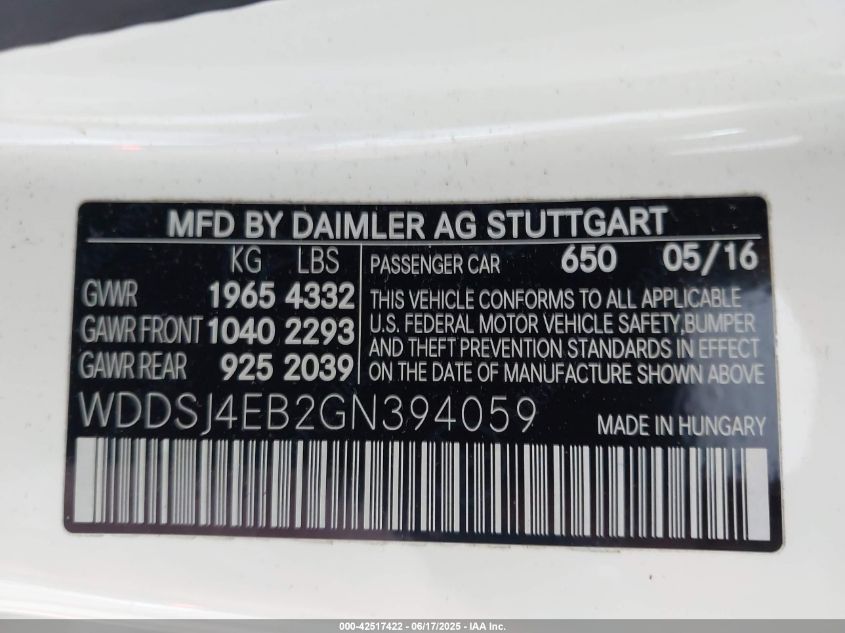 MFD BY DAIMLER AG STUTTGART
KG LBS
GVWR 1965 4332
GAWR FRONT 1040 2293
GAWR REAR 925 2039
PASSENGER CAR 650 05/16
THIS VEHICLE CONFORMS TO ALL APPLICABLE
U.S. FEDERAL MOTOR VEHICLE SAFETY,BUMPER
AND THEFT PREVENTION STANDARDS IN EFFECT
ON THE DATE OF MANUFACTURE SHOWN ABOVE
WDDSJ4EB2GN394059 MADE IN HUNGARY
000-42517422 - 06/17/2025 - IAA Inc.